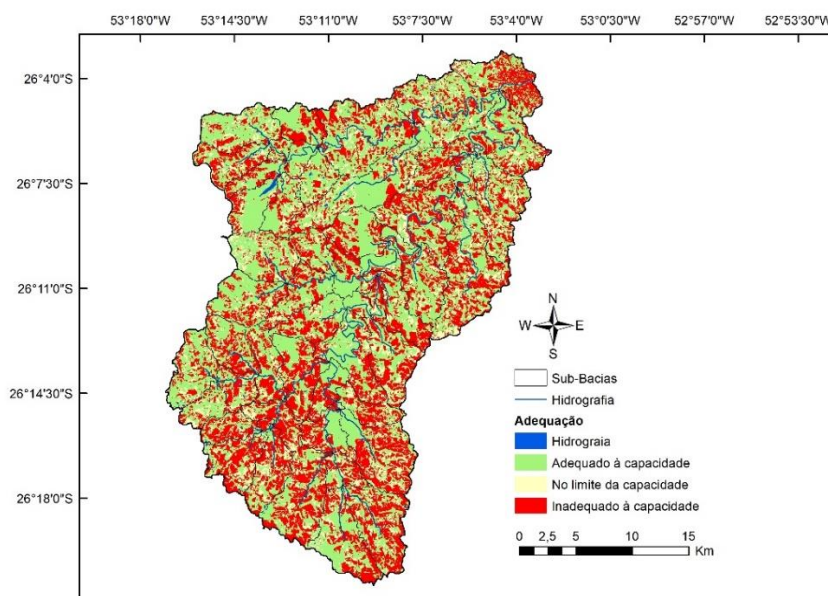 53°18'0"W 53°14'30"W 53°11'0"W 53°7'30"W 53°4'0"W 53°0'30"W 52°57'0"W 52°53'30"W
26°4'0"S
26°7'30"S
26°11'0"S
26°14'30"S
26°18'0"S
N
W E
S
Sub-Bacias
Hidrografia
Adequação
Hidrograia
Adequado à capacidade
No limite da capacidade
Inadequado à capacidade
0 2,5 5 10 15
Km